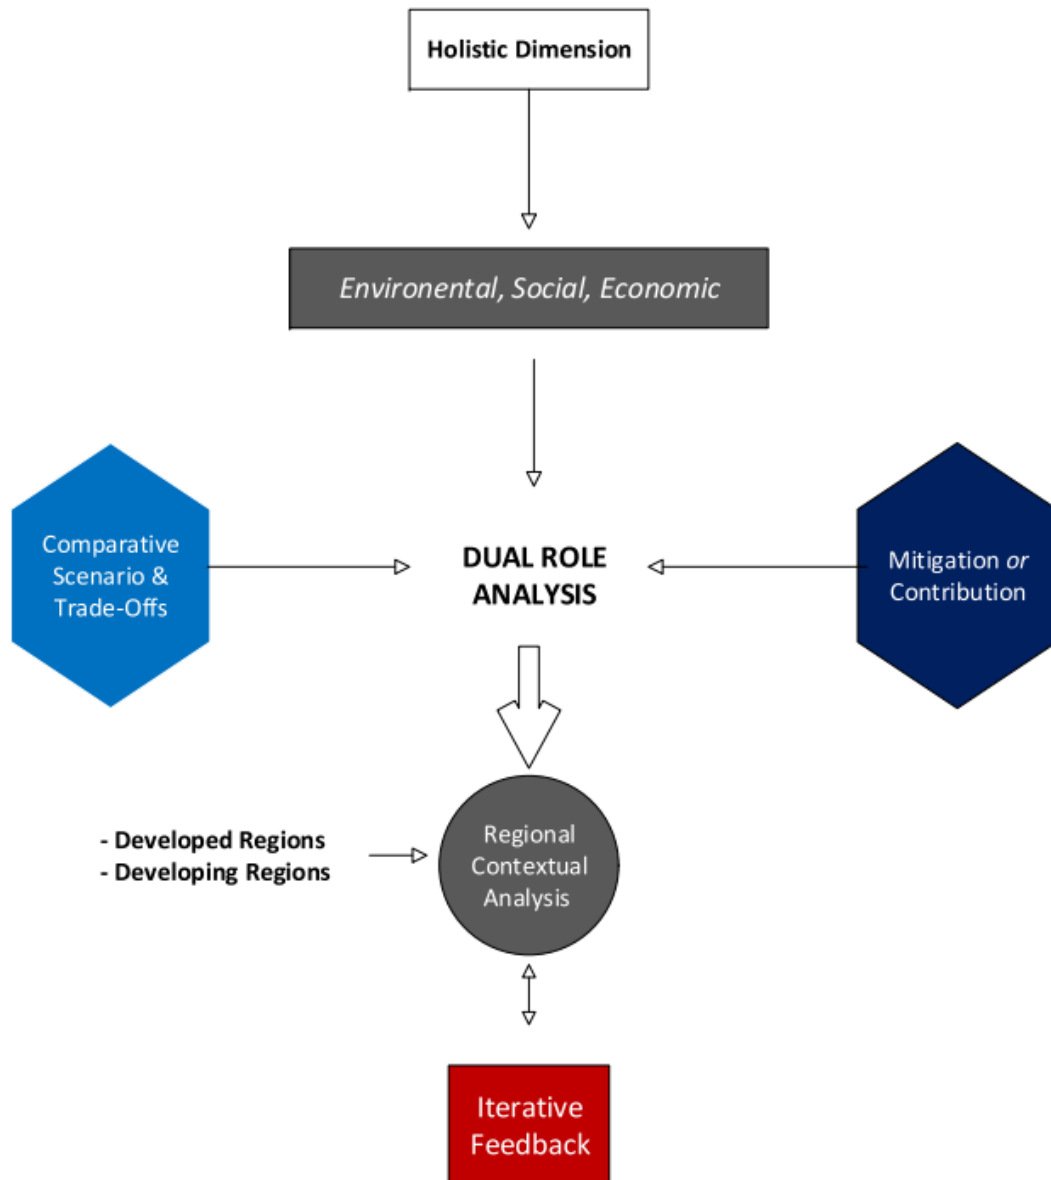 Holistic Dimension
Environental, Social, Economic
Comparative
Scenario &
Trade-Offs
DUAL ROLE
ANALYSIS
Mitigation or
Contribution
- Developed Regions
- Developing Regions
Regional
Contextual
Analysis
Iterative
Feedback